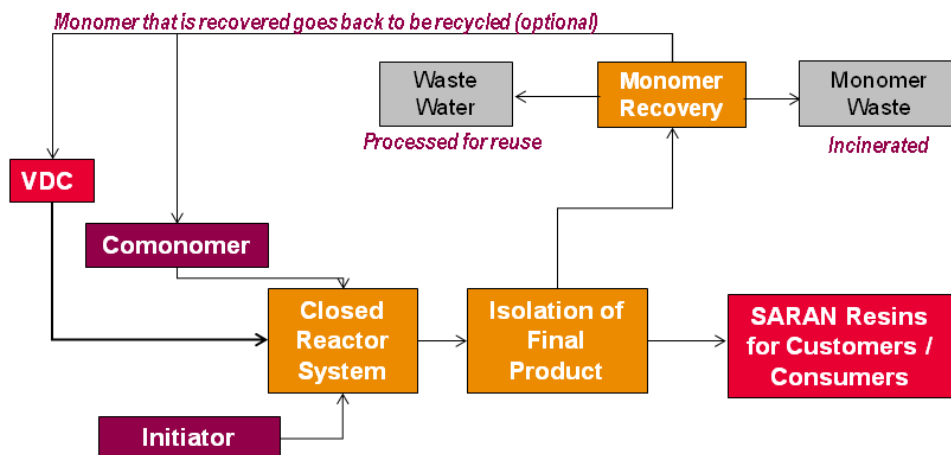 Monomer that is recovered goes back to be recycled (optional)
Waste
Water
Processed for reuse
Monomer
Recovery
Monomer
Waste
Incinerated
VDC
Comonomer
Closed
Reactor
System
Isolation of
Final
Product
SARAN Resins
for Customers /
Consumers
Initiator